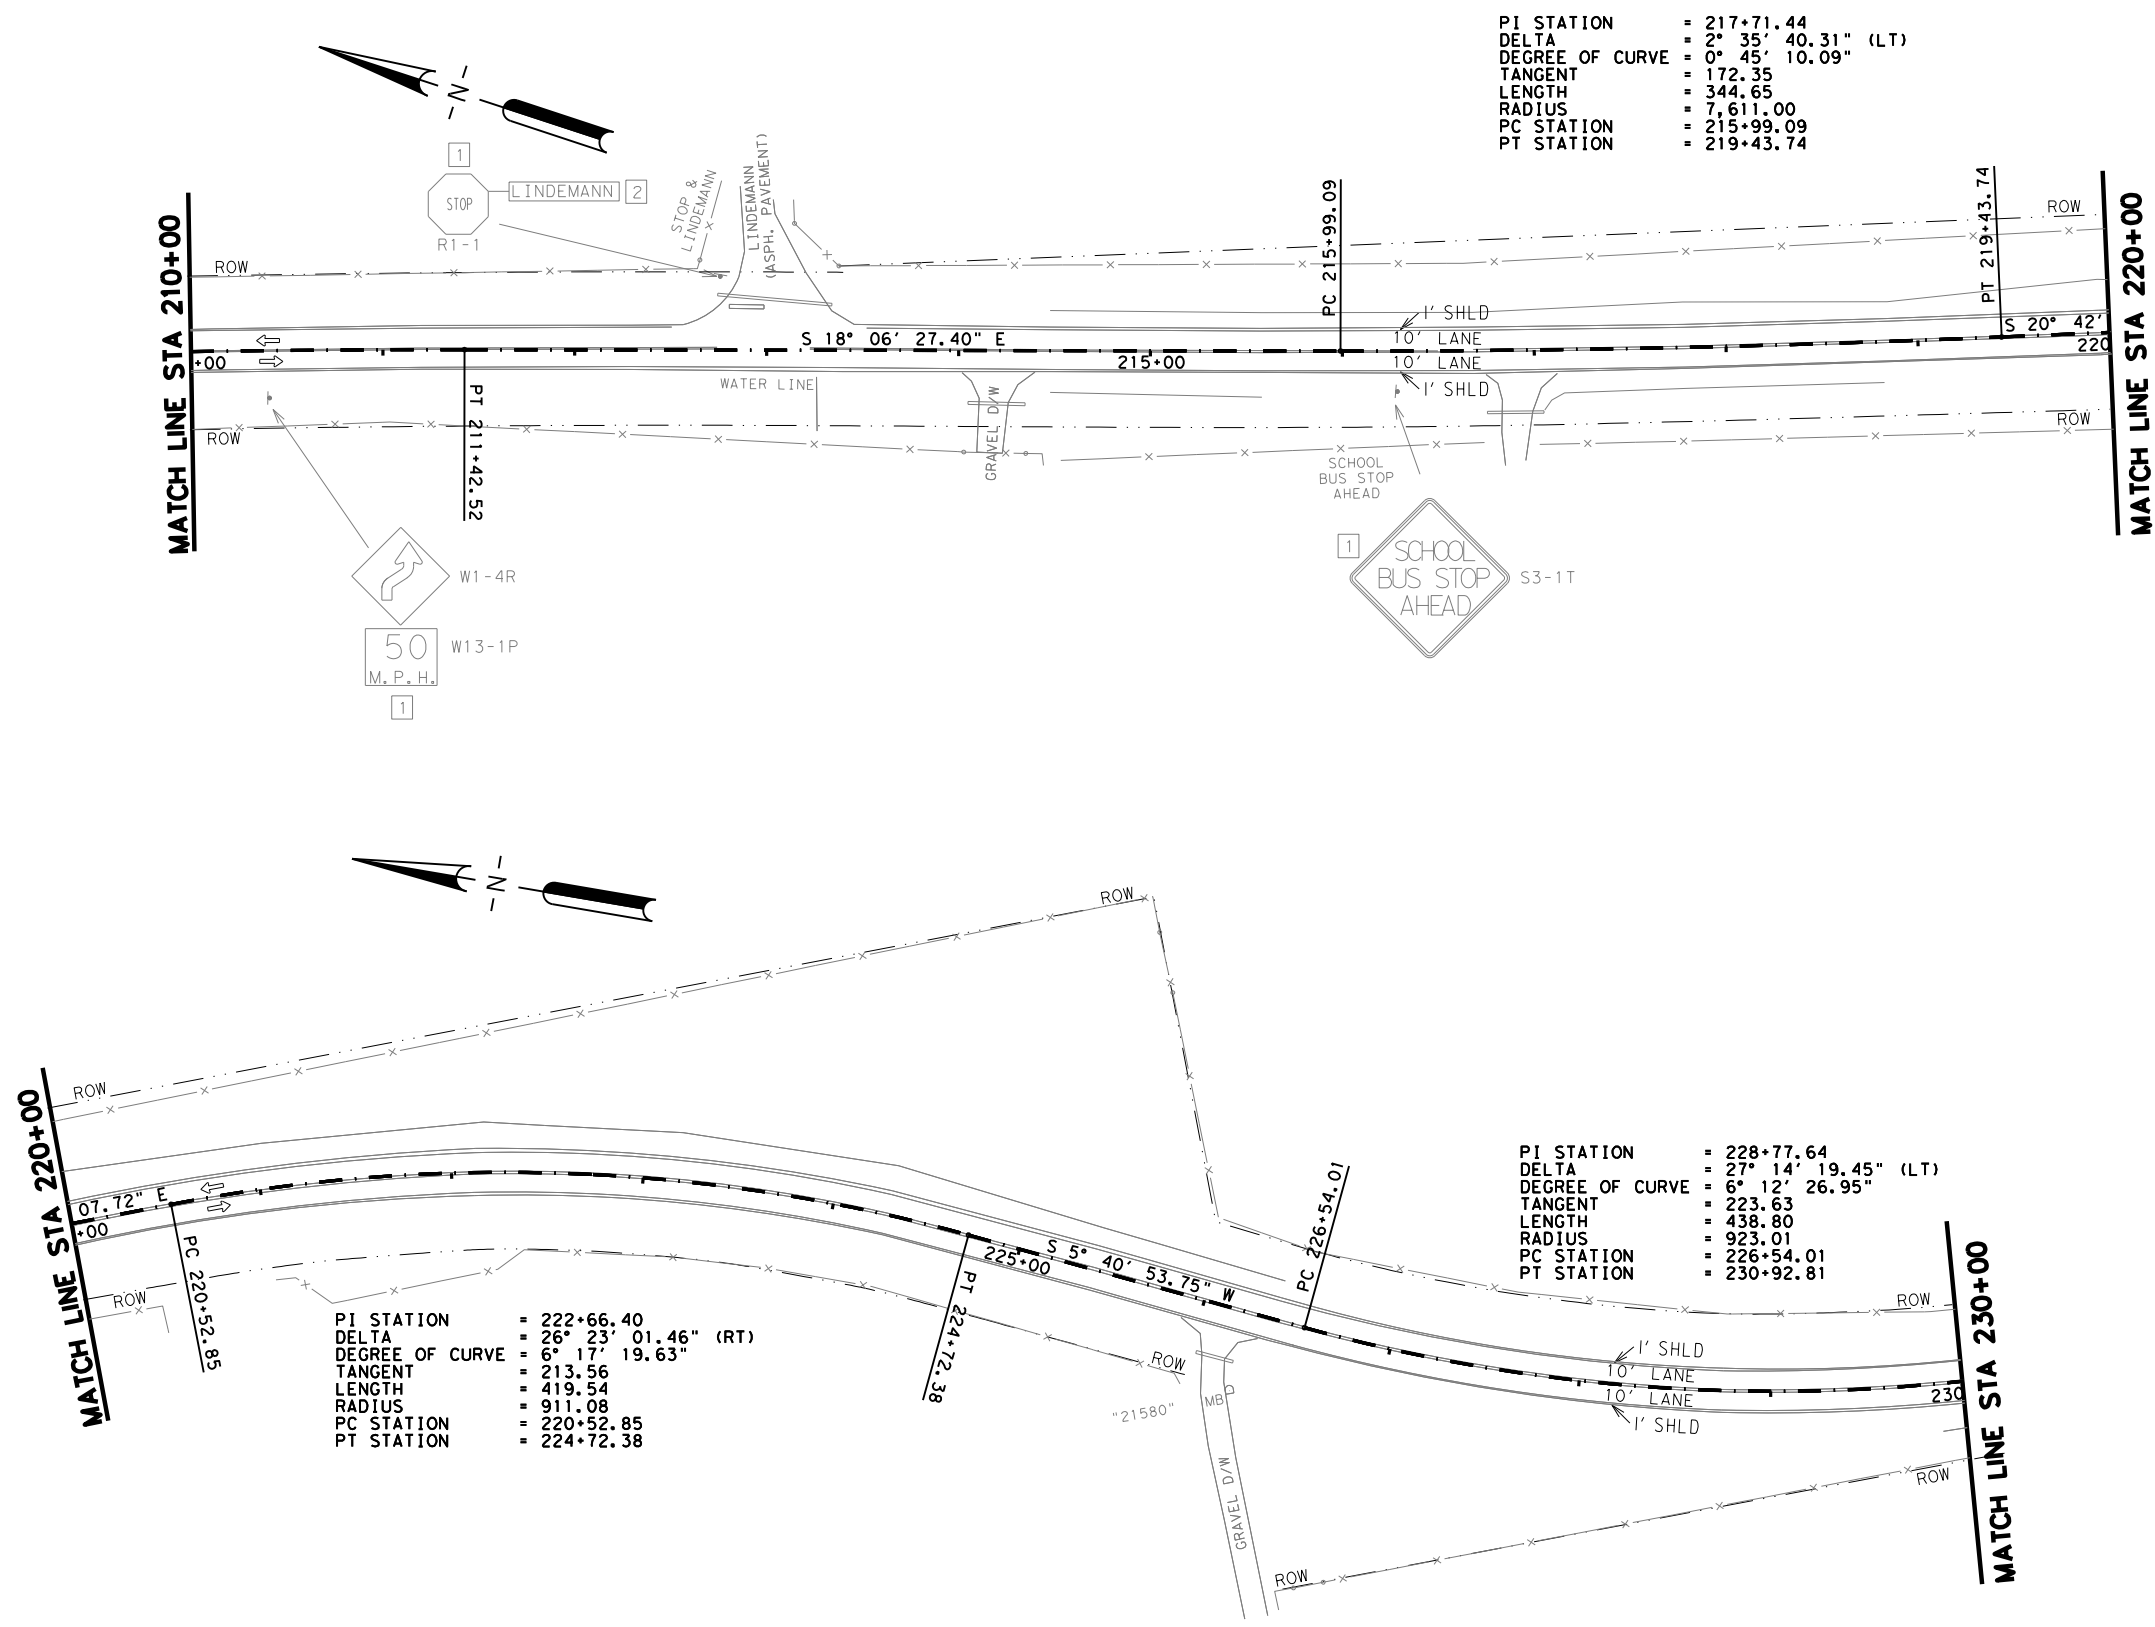 PI STATION = 217+71.44
DELTA = 2° 35' 40.31" (LT)
DEGREE OF CURVE = 0° 45' 10.09"
TANGENT = 172.35
LENGTH = 344.65
RADIUS = 7,611.00
PC STATION = 215+99.09
PT STATION = 219+43.74
-N-
1
STOP
LINDEMANN 2
R1-1
STOP &
LINDEMANN
LINDEMANN
(ASPH. PAVEMENT)
MATCH LINE STA 210+00
ROW
PC 215+99.09
PT 219+43.74
ROW
MATCH LINE STA 220+00
1' SHLD
S 18° 06' 27.40" E
10' LANE
S 20° 42'
+00
215+00
10' LANE
220
WATER LINE
1' SHLD
PT 211+42.52
GRAVEL D/W
ROW
ROW
SCHOOL
BUS STOP
AHEAD
1
SCHOOL
BUS STOP
AHEAD
S3-1T
W1-4R
50
M.P.H.
W13-1P
1
-N-
ROW
ROW
MATCH LINE STA 220+00
07.72" E
+00
PC 220+52.85
ROW
PT 224+72.38
225+00
S 5° 40' 53.75" W
PC 226+54.01
PI STATION = 228+77.64
DELTA = 27° 14' 19.45" (LT)
DEGREE OF CURVE = 6° 12' 26.95"
TANGENT = 223.63
LENGTH = 438.80
RADIUS = 923.01
PC STATION = 226+54.01
PT STATION = 230+92.81
MATCH LINE STA 230+00
ROW
1' SHLD
10' LANE
10' LANE
230
1' SHLD
PI STATION = 222+66.40
DELTA = 26° 23' 01.46" (RT)
DEGREE OF CURVE = 6° 17' 19.63"
TANGENT = 213.56
LENGTH = 419.54
RADIUS = 911.08
PC STATION = 220+52.85
PT STATION = 224+72.38
ROW
"21580"
MB
GRAVEL D/W
ROW
ROW